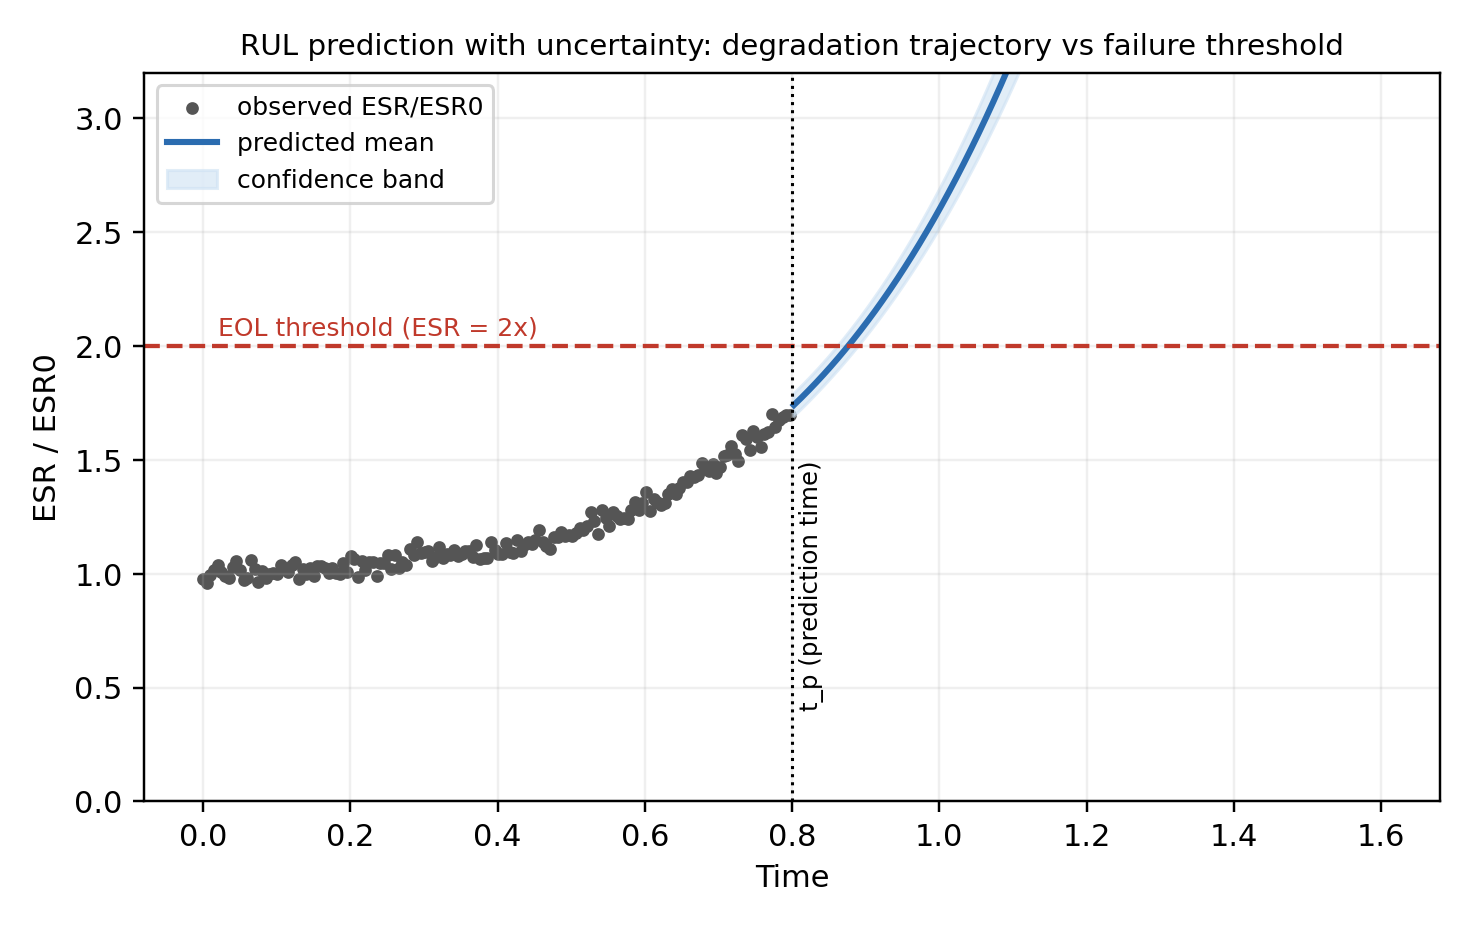 RUL prediction with uncertainty: degradation trajectory vs failure threshold
observed ESR/ESR0
predicted mean
confidence band
EOL threshold (ESR = 2x)
t_p (prediction time)
ESR / ESR0
3.0
2.5
2.0
1.5
1.0
0.5
0.0
0.0 0.2 0.4 0.6 0.8 1.0 1.2 1.4 1.6
Time